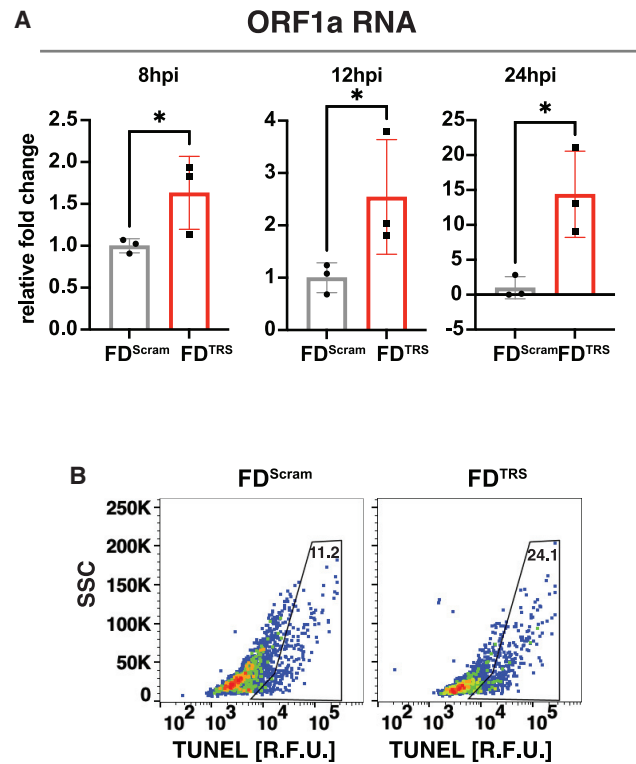 A
ORF1a RNA
8hpi 12hpi 24hpi
relative fold change
2.5
2.0
1.5
1.0
0.5
0.0
*
FDScram FDTRS
4
3
2
1
0
*
FDScram FDTRS
25
20
15
10
5
0
-5
*
FDScram FDTRS
B
FDScram FDTRS
SSC
250K
200K
150K
100K
50K
0
11.2
24.1
10² 10³ 10⁴ 10⁵
10² 10³ 10⁴ 10⁵
TUNEL [R.F.U.] TUNEL [R.F.U.]